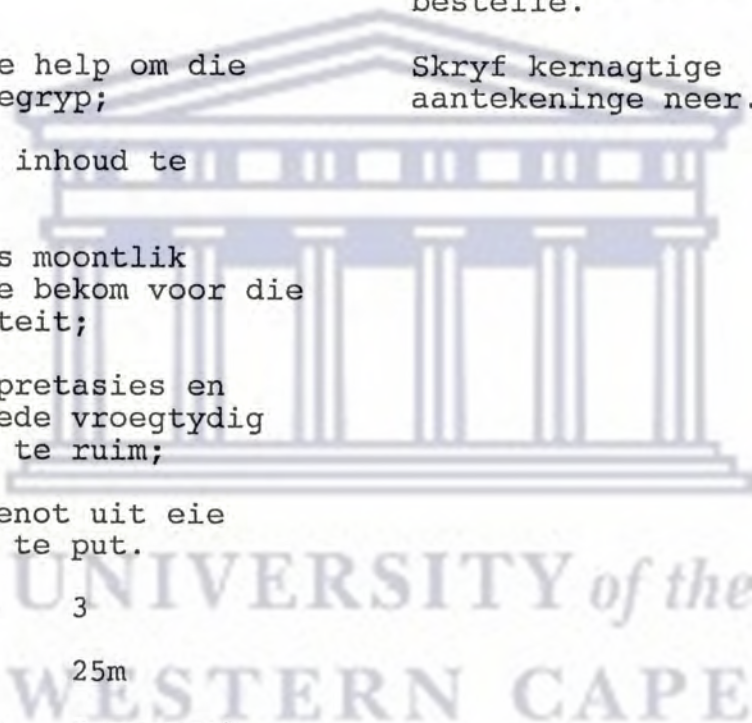 e help om die
egryp;
inhoud te
s moontlik
e bekom voor die
teit;
pretasies en
ede vroegtydig
te ruim;
enot uit eie
te put.
3
25m
bestelle.
Skryf kernagtige
aantekeninge neer.
UNIVERSITY of the
WESTERN CAPE